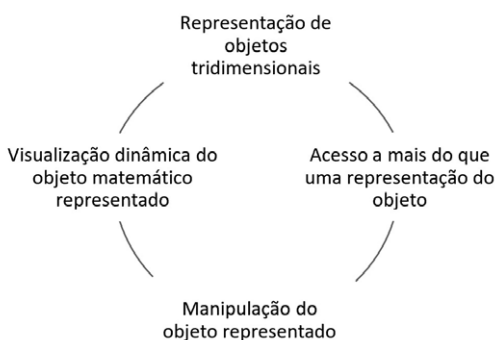 Representação de
objetos
tridimensionais
Visualização dinâmica do
objeto matemático
representado
Acesso a mais do que
uma representação do
objeto
Manipulação do
objeto representado